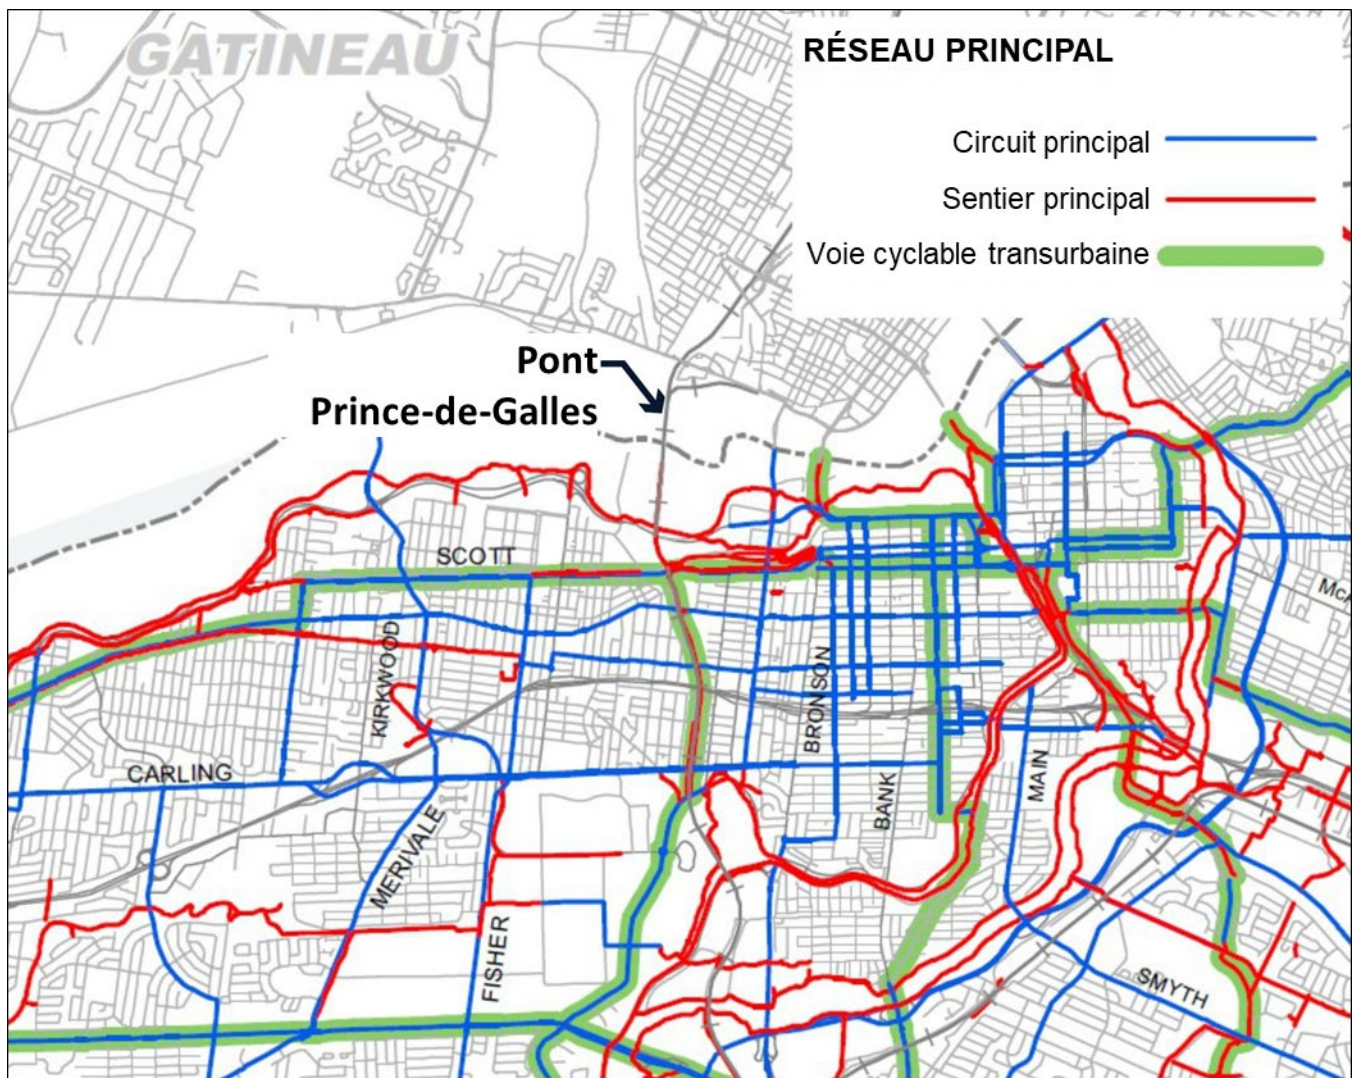 GATINEAU
RÉSEAU PRINCIPAL
Circuit principal
Sentier principal
Voie cyclable transurbaine
Pont
Prince-de-Galles
SCOTT
McA
KIRKWOOD
BRONSON
CARLING
MAIN
BANK
MERIVALE
FISHER
SMYTH